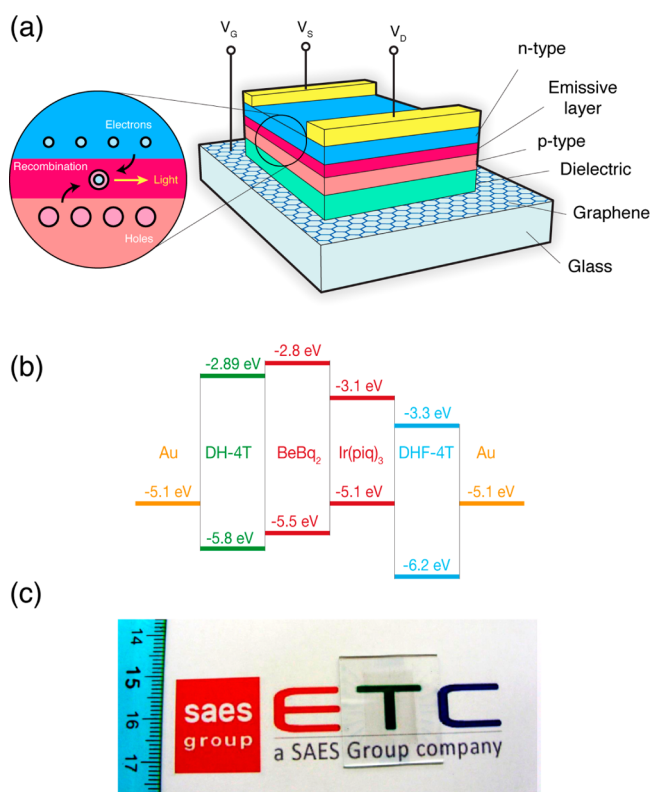 (a)
V_G
V_S
V_D
n-type
Emissive
layer
p-type
Dielectric
Graphene
Glass
Electrons
Recombination
Light
Holes
(b)
-2.89 eV
-2.8 eV
-3.1 eV
-3.3 eV
Au
DH-4T
BeBq₂
Ir(piq)₃
DHF-4T
Au
-5.1 eV
-5.8 eV
-5.5 eV
-5.1 eV
-6.2 eV
-5.1 eV
(c)
14
15
16
17
saes
group
ETC
a SAES Group company